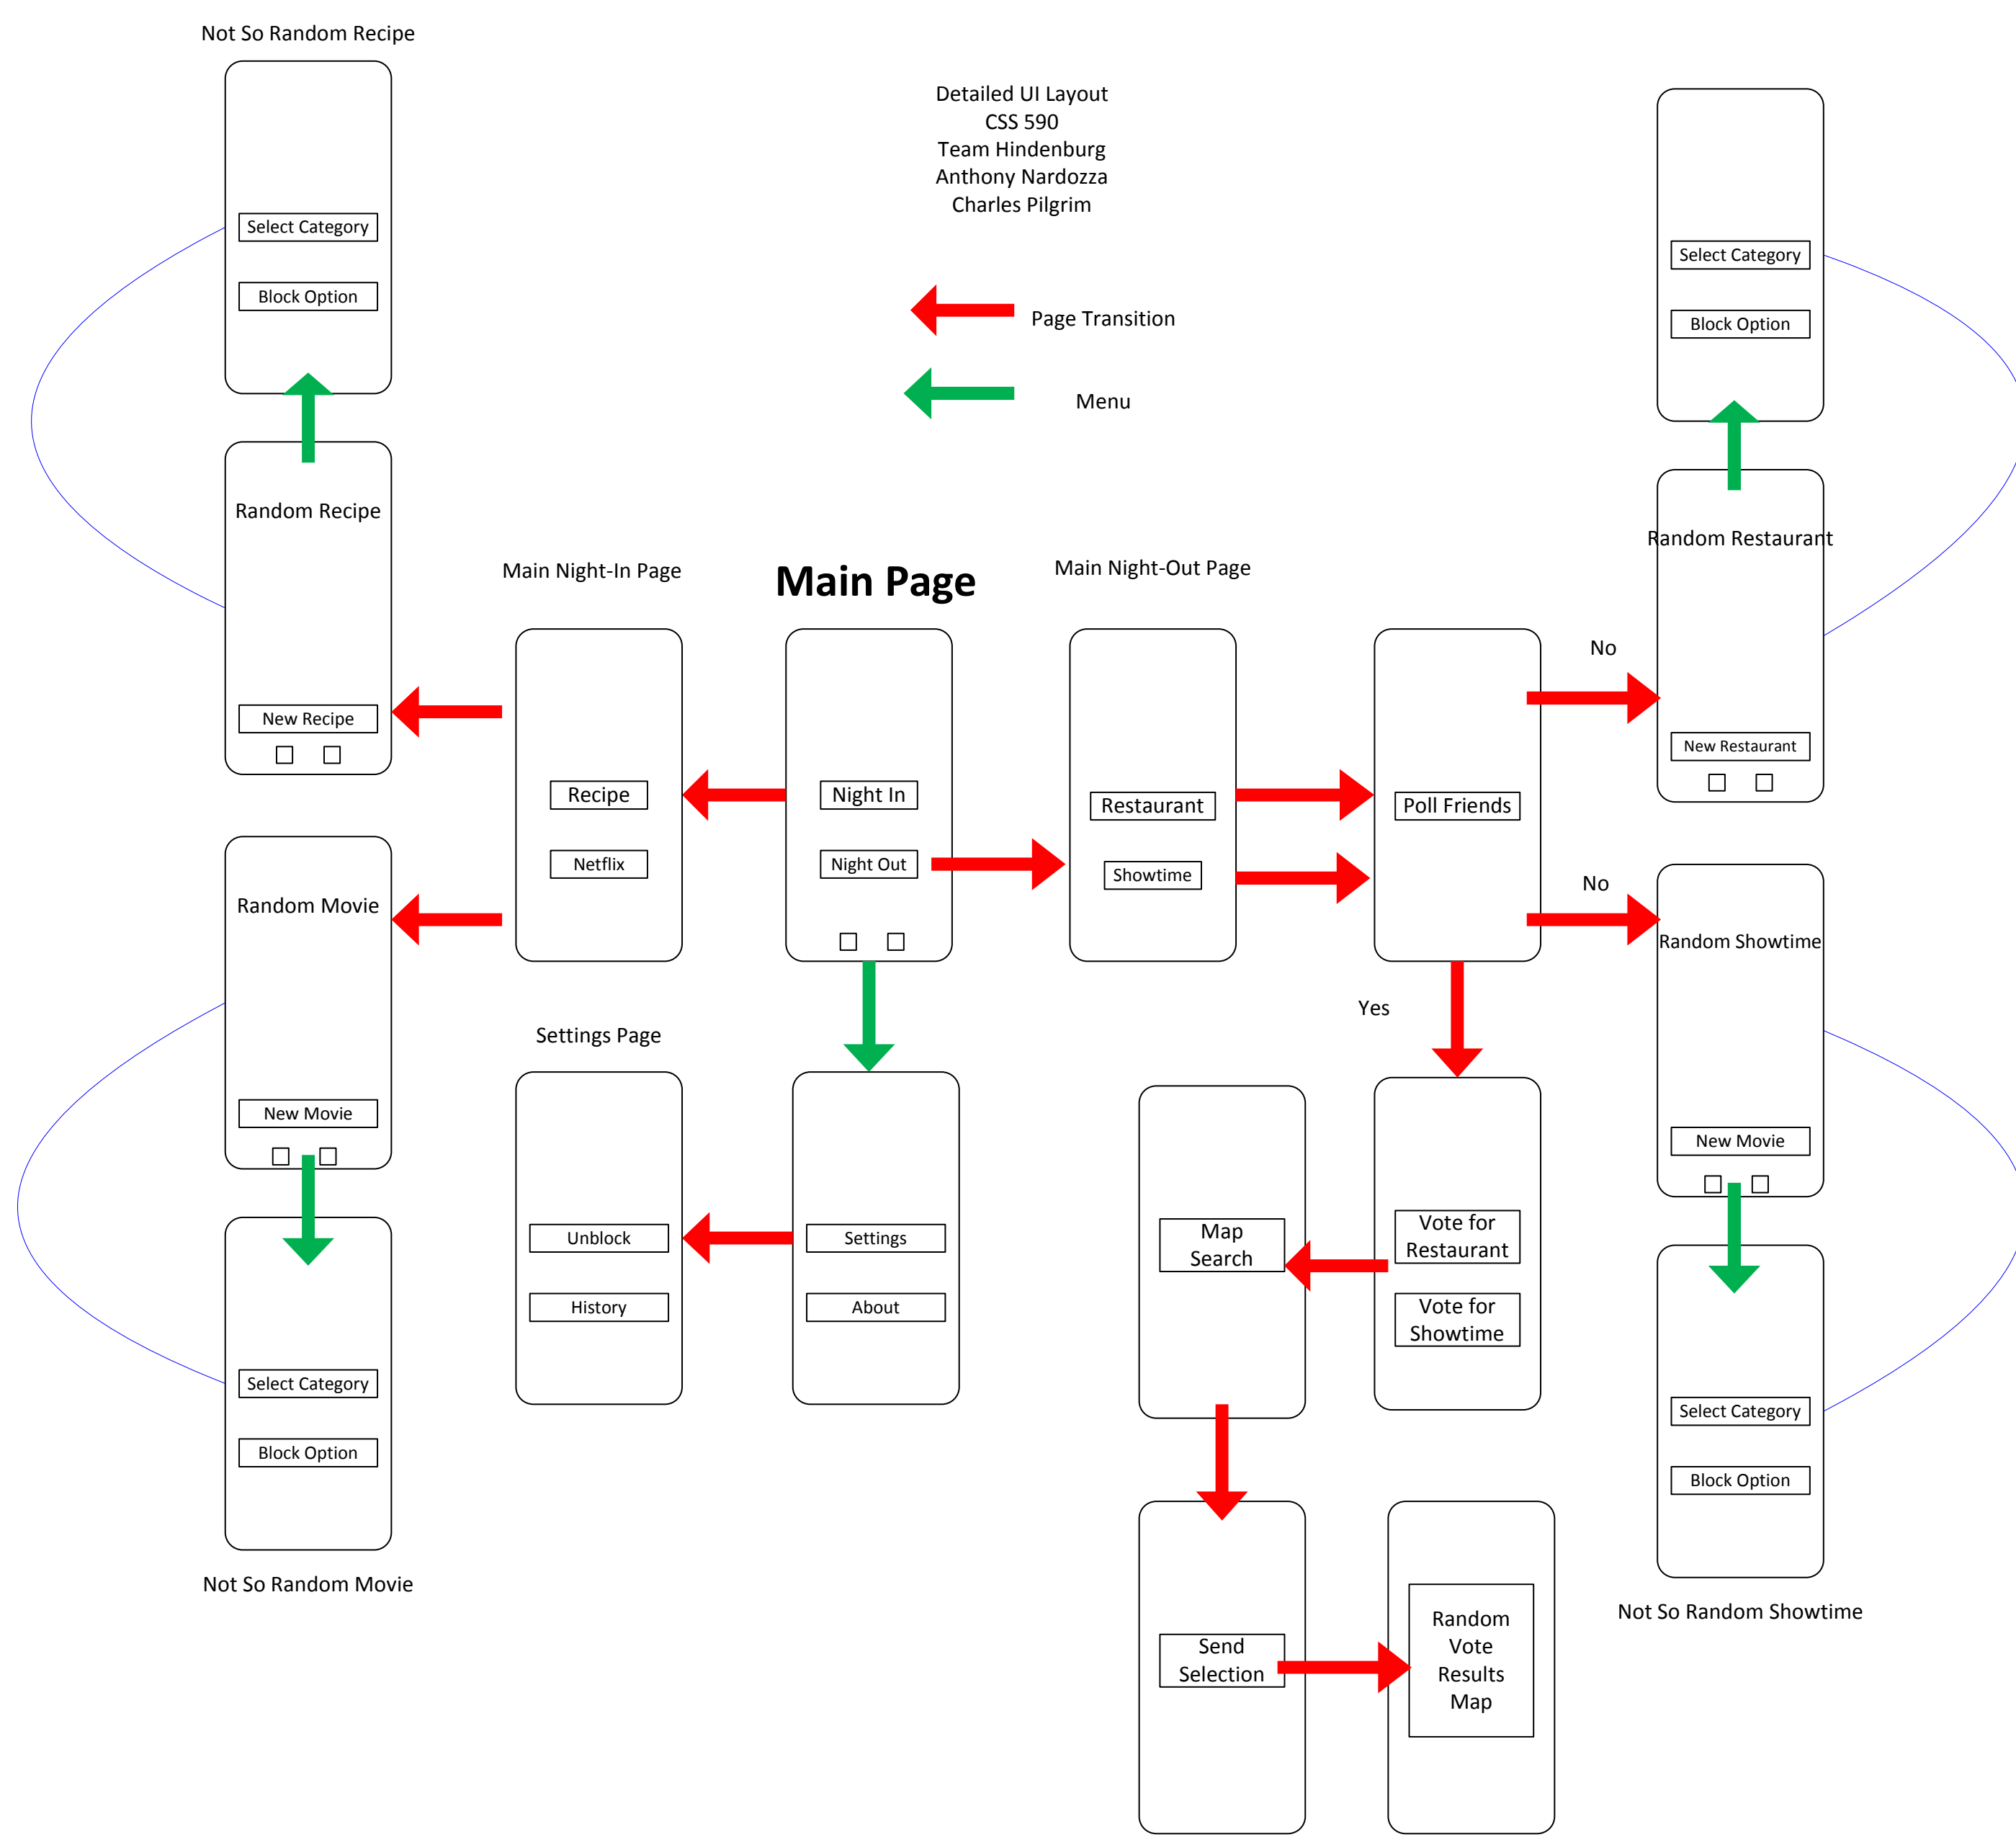 Not So Random Recipe
Select Category
Block Option
Detailed UI Layout
CSS 590
Team Hindenburg
Anthony Nardozza
Charles Pilgrim
Page Transition
Menu
Select Category
Block Option
Random Recipe
New Recipe
Main Night-In Page
Recipe
Netflix
Main Page
Night In
Night Out
Main Night-Out Page
Restaurant
Showtime
Poll Friends
No
No
Yes
Random Restaurant
New Restaurant
Random Movie
New Movie
Random Showtime
New Movie
Settings Page
Unblock
History
Settings
About
Map
Search
Vote for
Restaurant
Vote for
Showtime
Select Category
Block Option
Not So Random Movie
Select Category
Block Option
Not So Random Showtime
Send
Selection
Random
Vote
Results
Map